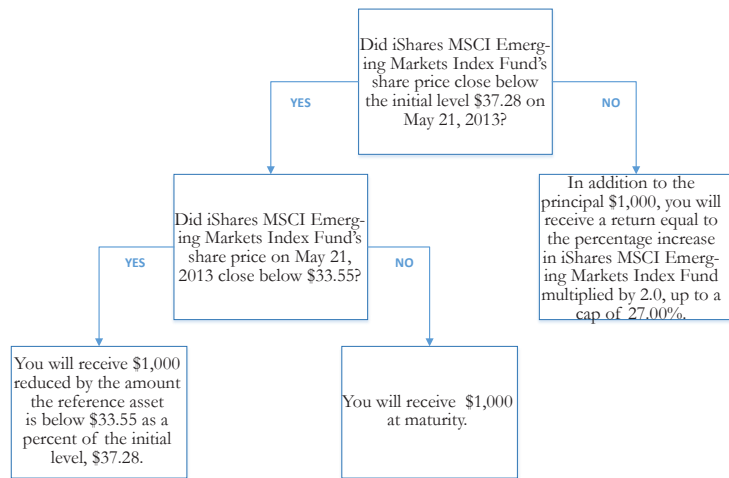 Did iShares MSCI Emerg-
ing Markets Index Fund's
share price close below
the initial level $37.28 on
May 21, 2013?
YES
NO
Did iShares MSCI Emerg-
ing Markets Index Fund's
share price on May 21,
2013 close below $33.55?
In addition to the
principal $1,000, you will
receive a return equal to
the percentage increase
in iShares MSCI Emerg-
ing Markets Index Fund
multiplied by 2.0, up to a
cap of 27.00%.
YES
NO
You will receive $1,000
reduced by the amount
the reference asset
is below $33.55 as a
percent of the initial
level, $37.28.
You will receive $1,000
at maturity.